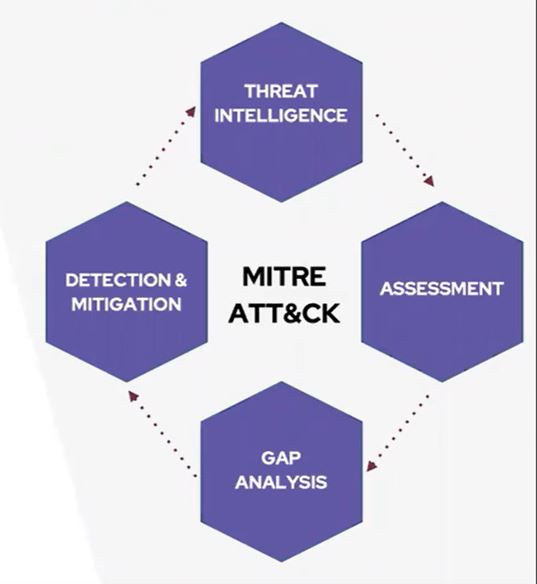 THREAT
INTELLIGENCE
DETECTION &
MITIGATION
MITRE
ATT&CK
ASSESSMENT
GAP
ANALYSIS